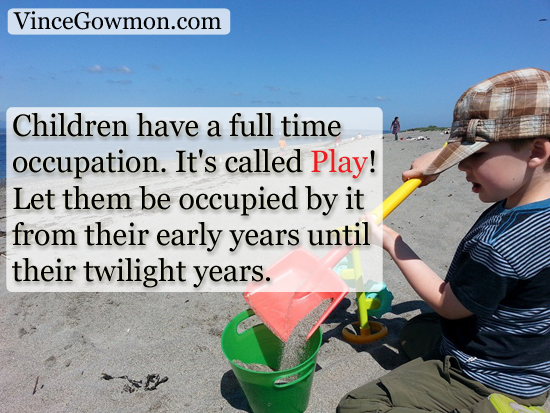 VinceGowmon.com
Children have a full time
occupation. It's called Play!
Let them be occupied by it
from their early years until
their twilight years.